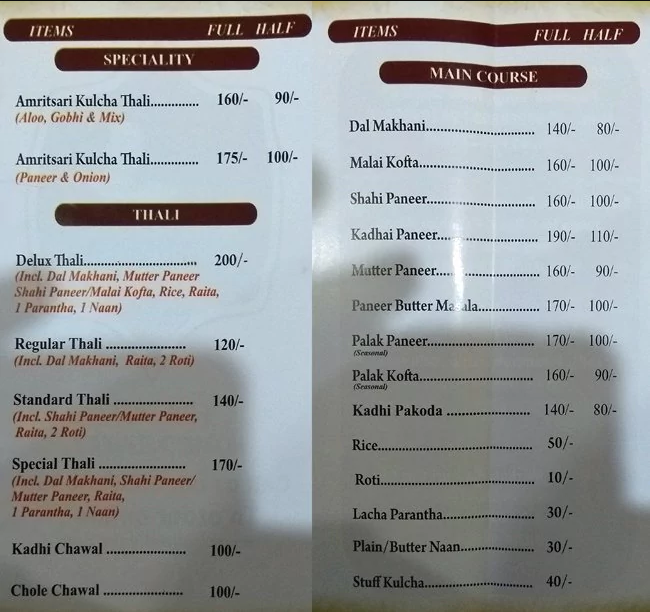 ITEMS FULL HALF
SPECIALITY
Amritsari Kulcha Thali............. 160/- 90/-
(Aloo, Gobhi & Mix)
Amritsari Kulcha Thali............. 175/- 100/-
(Paneer & Onion)
THALI
Delux Thali.............................. 200/-
(Incl. Dal Makhani, Mutter Paneer
Shahi Paneer/Malai Kofta, Rice, Raita,
1 Parantha, 1 Naan)
Regular Thali ..................... 120/-
(Incl. Dal Makhani, Raita, 2 Roti)
Standard Thali ................... 140/-
(Incl. Shahi Paneer/Mutter Paneer,
Raita, 2 Roti)
Special Thali ....................... 170/-
(Incl. Dal Makhani, Shahi Paneer/
Mutter Paneer, Raita,
1 Parantha, 1 Naan)
Kadhi Chawal ..................... 100/-
Chole Chawal ..................... 100/-
ITEMS FULL HALF
MAIN COURSE
Dal Makhani............................. 140/- 80/-
Malai Kofta............................... 160/- 100/-
Shahi Paneer............................. 160/- 100/-
Kadhai Paneer........................... 190/- 110/-
Mutter Paneer........................... 160/- 90/-
Paneer Butter Masala................ 170/- 100/-
Palak Paneer............................. 170/- 100/-
(Seasonal)
Palak Kofta............................... 160/- 90/-
(Seasonal)
Kadhi Pakoda ....................... 140/- 80/-
Rice........................................... 50/-
Roti........................................... 10/-
Lacha Parantha......................... 30/-
Plain/Butter Naan..................... 30/-
Stuff Kulcha.............................. 40/-